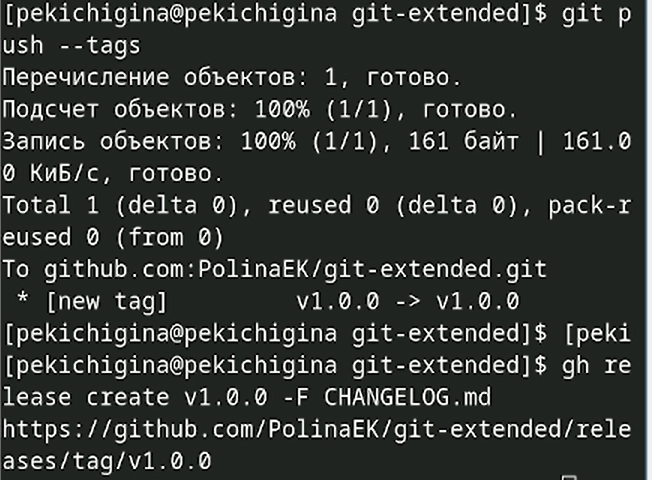 [pekichigina@pekichigina git-extended]$ git p
ush --tags
Перечисление объектов: 1, готово.
Подсчет объектов: 100% (1/1), готово.
Запись объектов: 100% (1/1), 161 байт | 161.0
0 КиБ/с, готово.
Total 1 (delta 0), reused 0 (delta 0), pack-r
eused 0 (from 0)
To github.com:PolinaEK/git-extended.git
 * [new tag]         v1.0.0 -> v1.0.0
[pekichigina@pekichigina git-extended]$ [peki
[pekichigina@pekichigina git-extended]$ gh re
lease create v1.0.0 -F CHANGELOG.md
https://github.com/PolinaEK/git-extended/rele
ases/tag/v1.0.0